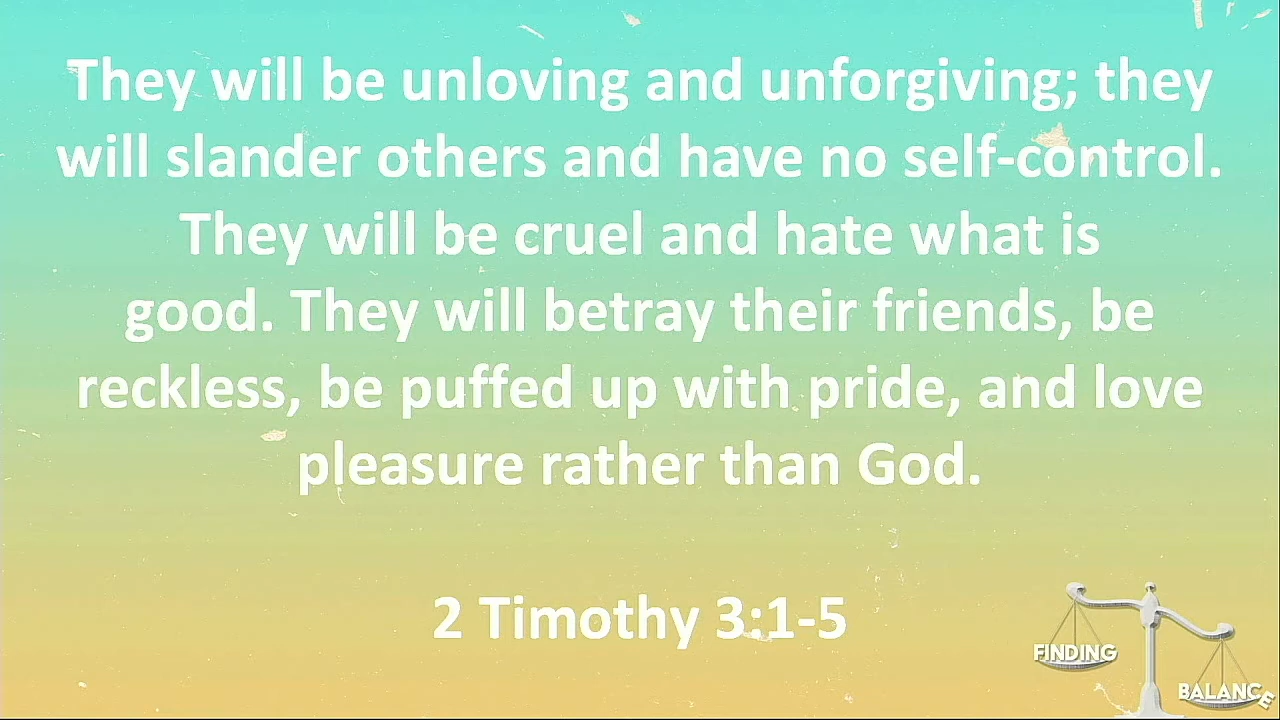 They will be unloving and unforgiving; they
will slander others and have no self-control.
They will be cruel and hate what is
good. They will betray their friends, be
reckless, be puffed up with pride, and love
pleasure rather than God.
2 Timothy 3:1-5
FINDING
BALANCE